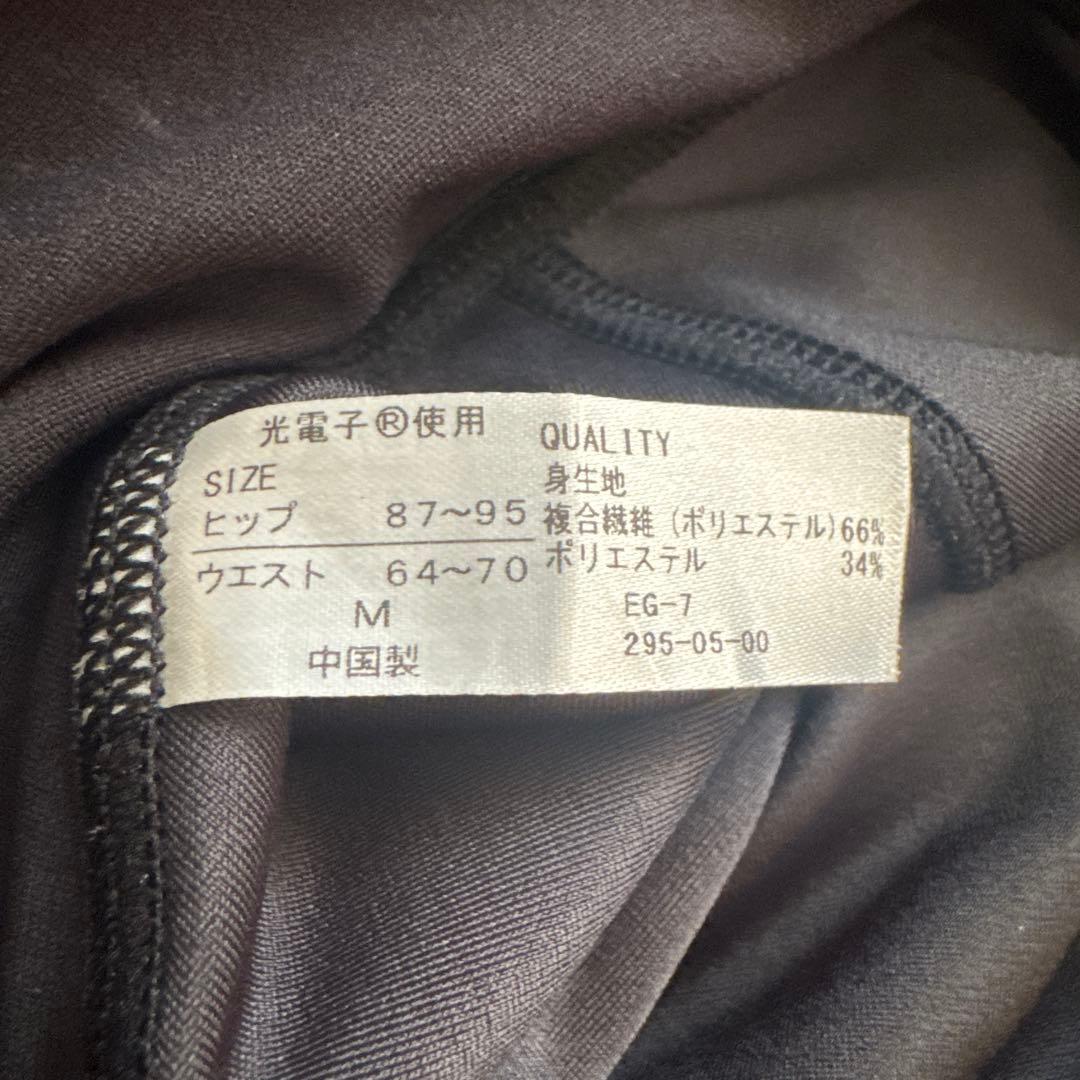 光電子®使用
SIZE
ヒップ 87～95
ウエスト 64～70
M
中国製
QUALITY
身生地
複合繊維(ポリエステル)66%
ポリエステル 34%
EG-7
295-05-00